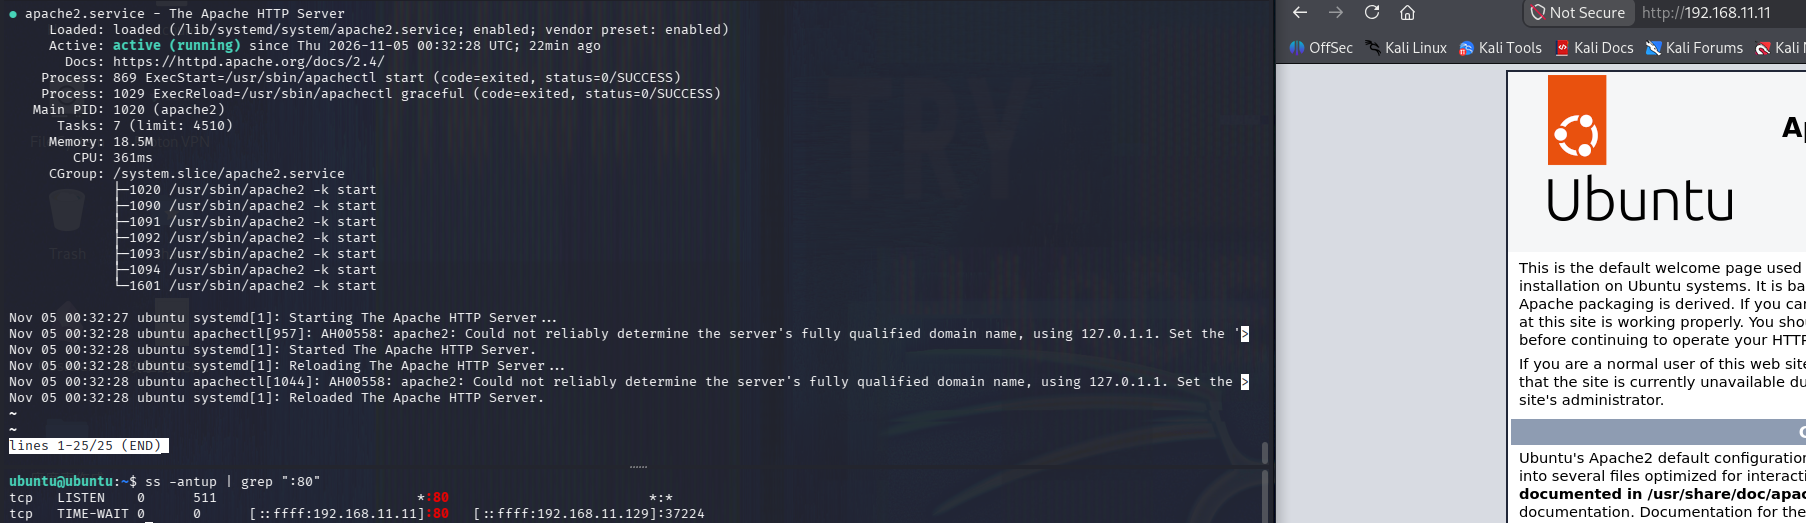 ● apache2.service - The Apache HTTP Server
Loaded: loaded (/lib/systemd/system/apache2.service; enabled; vendor preset: enabled)
Active: active (running) since Thu 2026-11-05 00:32:28 UTC; 22min ago
Docs: https://httpd.apache.org/docs/2.4/
Process: 869 ExecStart=/usr/sbin/apachectl start (code=exited, status=0/SUCCESS)
Process: 1029 ExecReload=/usr/sbin/apachectl graceful (code=exited, status=0/SUCCESS)
Main PID: 1020 (apache2)
Tasks: 7 (limit: 4510)
Memory: 18.5M
CPU: 361ms
CGroup: /system.slice/apache2.service
├─1020 /usr/sbin/apache2 -k start
├─1090 /usr/sbin/apache2 -k start
├─1091 /usr/sbin/apache2 -k start
├─1092 /usr/sbin/apache2 -k start
├─1093 /usr/sbin/apache2 -k start
├─1094 /usr/sbin/apache2 -k start
└─1601 /usr/sbin/apache2 -k start
Nov 05 00:32:27 ubuntu systemd[1]: Starting The Apache HTTP Server...
Nov 05 00:32:28 ubuntu apachectl[957]: AH00558: apache2: Could not reliably determine the server's fully qualified domain name, using 127.0.1.1. Set the '>
Nov 05 00:32:28 ubuntu systemd[1]: Started The Apache HTTP Server.
Nov 05 00:32:28 ubuntu systemd[1]: Reloading The Apache HTTP Server...
Nov 05 00:32:28 ubuntu apachectl[1044]: AH00558: apache2: Could not reliably determine the server's fully qualified domain name, using 127.0.1.1. Set the >
Nov 05 00:32:28 ubuntu systemd[1]: Reloaded The Apache HTTP Server.
~
~
lines 1-25/25 (END)
ubuntu@ubuntu:~$ ss -antup | grep ":80"
tcp LISTEN 0 511 *:80 *:*
tcp TIME-WAIT 0 0 [::ffff:192.168.11.11]:80 [::ffff:192.168.11.129]:37224
Trash
TRY
Not Secure http://192.168.11.11
OffSec Kali Linux Kali Tools Kali Docs Kali Forums Kali
Ubuntu
This is the default welcome page used
installation on Ubuntu systems. It is ba
Apache packaging is derived. If you can
at this site is working properly. You shou
before continuing to operate your HTTP
If you are a normal user of this web site
that the site is currently unavailable du
site's administrator.
Ubuntu's Apache2 default configuration
into several files optimized for interacti
documented in /usr/share/doc/apac
documentation. Documentation for the